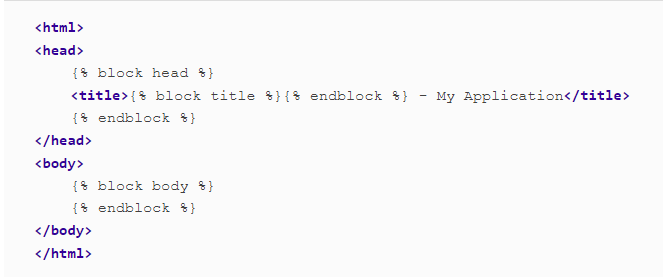 <html>
<head>
{% block head %}
<title>{% block title %}{% endblock %} - My Application</title>
{% endblock %}
</head>
<body>
{% block body %}
{% endblock %}
</body>
</html>